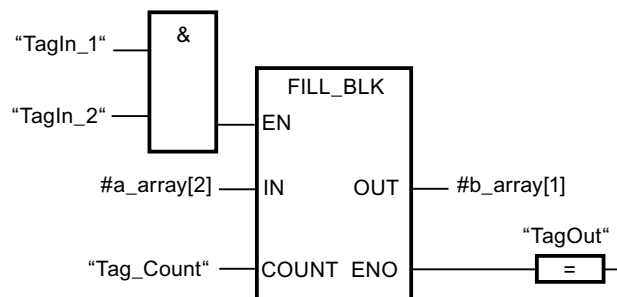 &
“TagIn_1“
FILL_BLK
“TagIn_2“
EN
#a_array[2] IN OUT #b_array[1]
“TagOut“
“Tag_Count“ COUNT ENO =